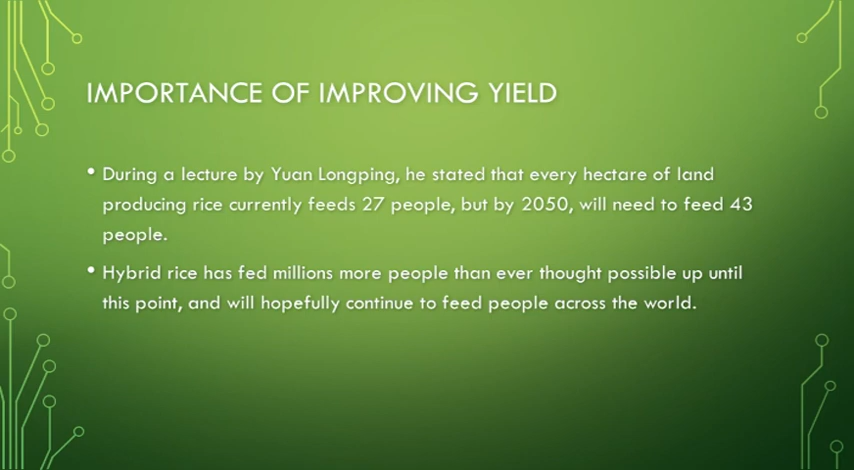 IMPORTANCE OF IMPROVING YIELD
• During a lecture by Yuan Longping, he stated that every hectare of land
producing rice currently feeds 27 people, but by 2050, will need to feed 43
people.
• Hybrid rice has fed millions more people than ever thought possible up until
this point, and will hopefully continue to feed people across the world.